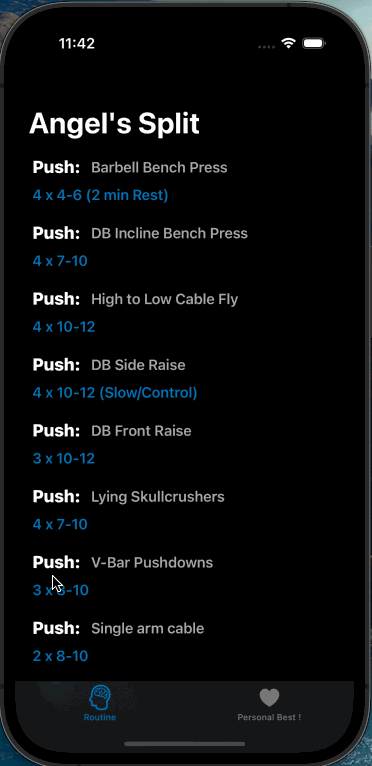 11:42
Angel's Split
Push: Barbell Bench Press
4 x 4-6 (2 min Rest)
Push: DB Incline Bench Press
4 x 7-10
Push: High to Low Cable Fly
4 x 10-12
Push: DB Side Raise
4 x 10-12 (Slow/Control)
Push: DB Front Raise
3 x 10-12
Push: Lying Skullcrushers
4 x 7-10
Push: V-Bar Pushdowns
3 x 8-10
Push: Single arm cable
2 x 8-10
Routine
Personal Best !